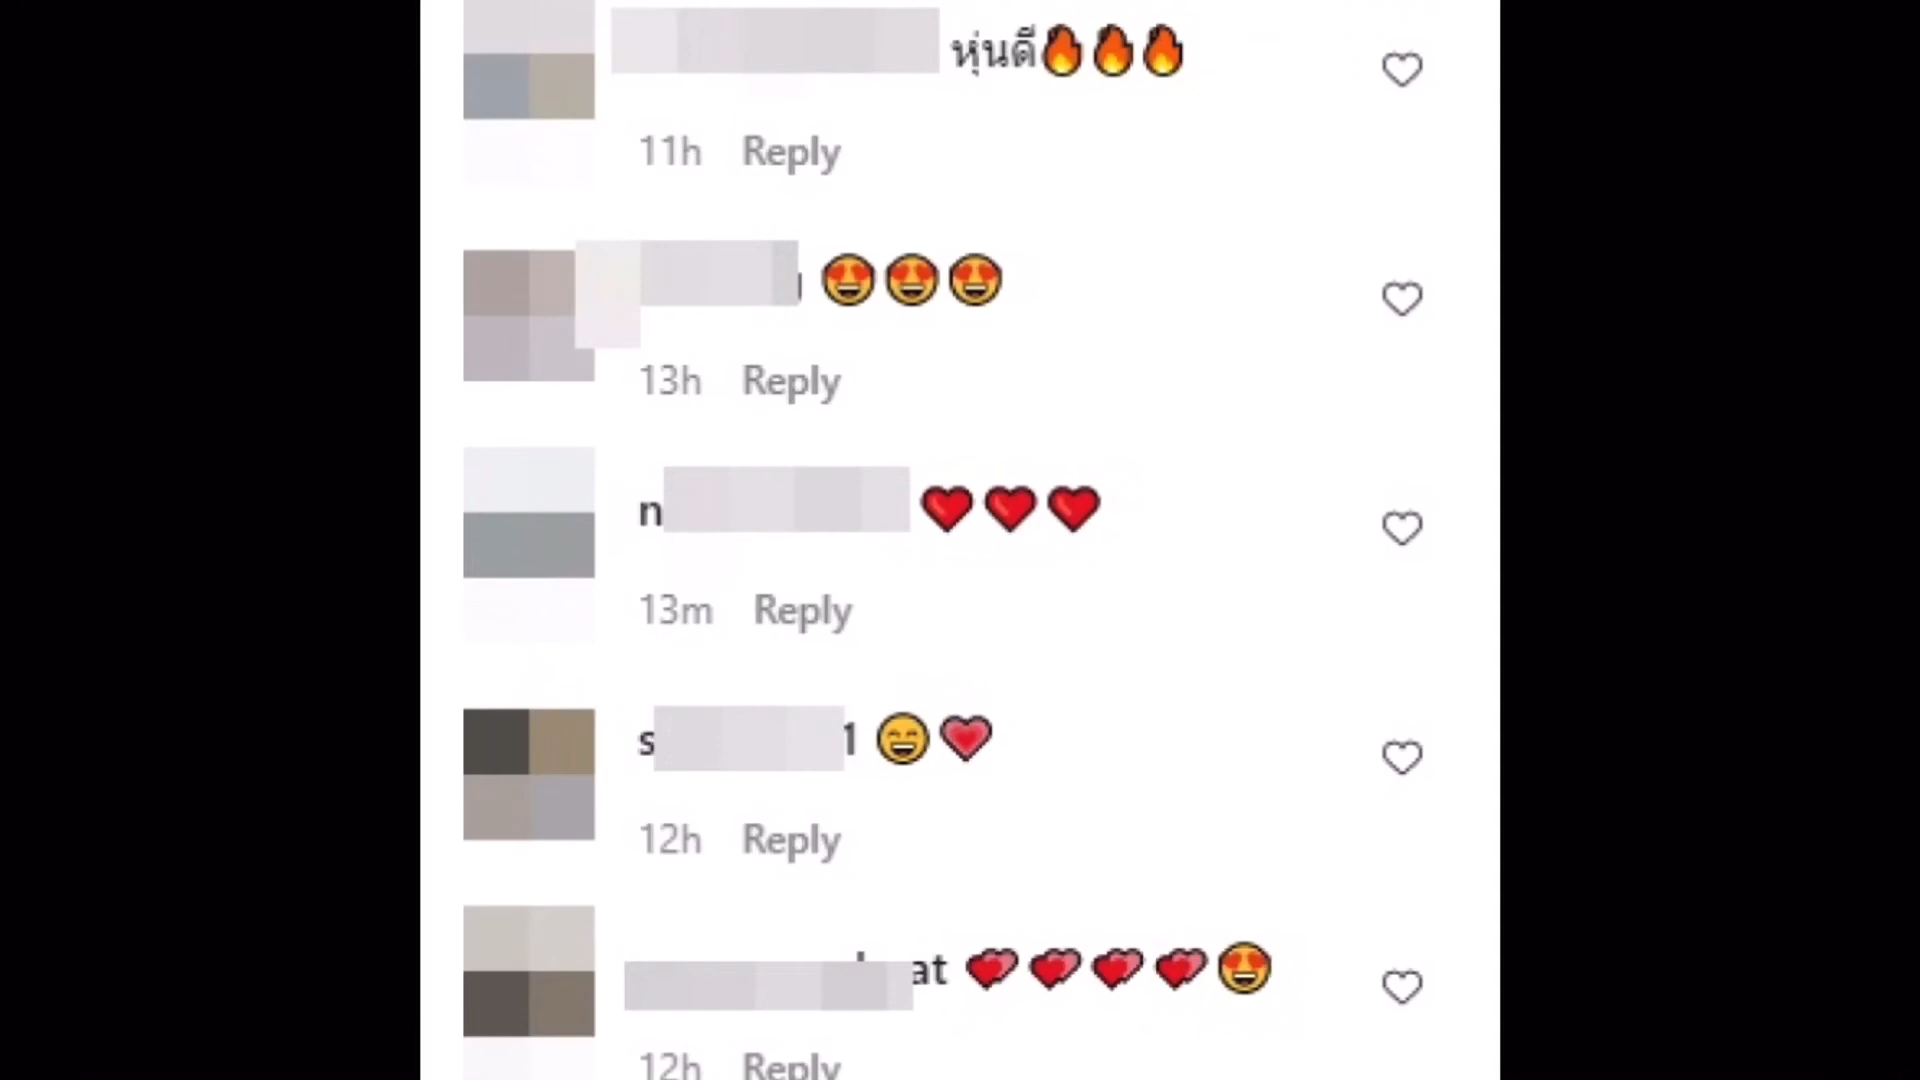 หุ่นดี🔥🔥🔥
11h Reply
😍😍😍
13h Reply
n ❤️❤️❤️
13m Reply
s 1 😄💗
12h Reply
at 💕💕💕💕😍
12h Reply